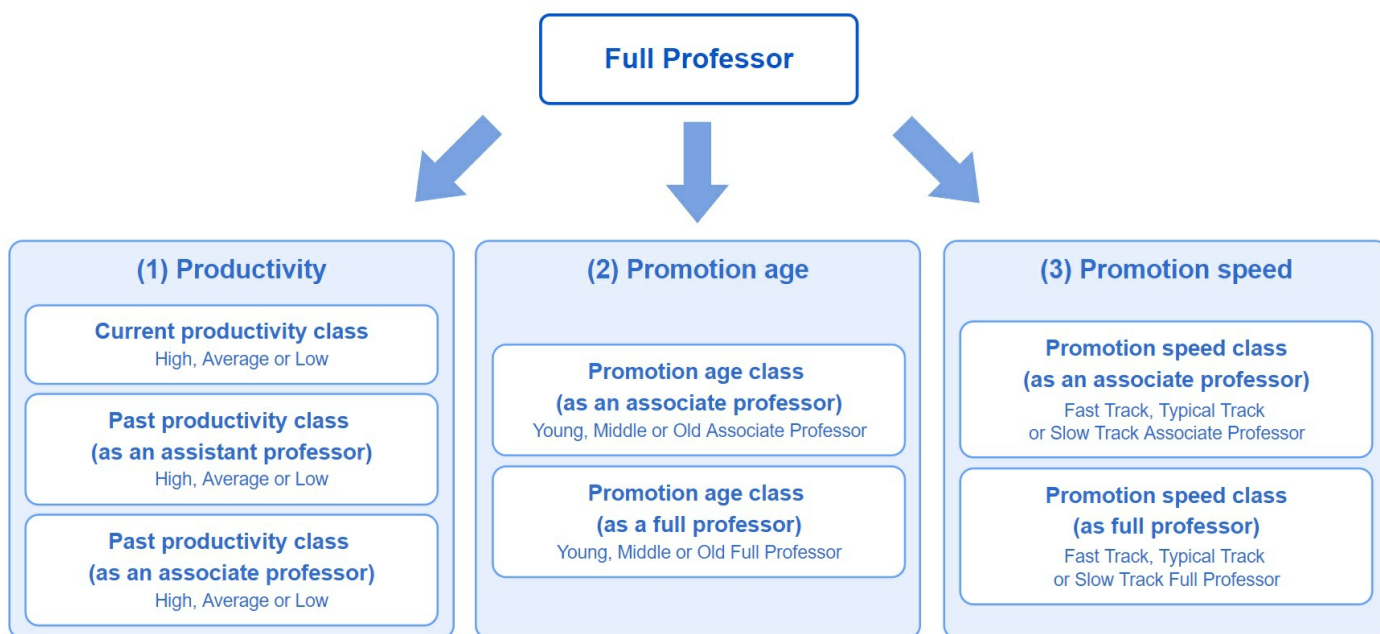 Full Professor
(1) Productivity
Current productivity class
High, Average or Low
Past productivity class
(as an assistant professor)
High, Average or Low
Past productivity class
(as an associate professor)
High, Average or Low
(2) Promotion age
Promotion age class
(as an associate professor)
Young, Middle or Old Associate Professor
Promotion age class
(as a full professor)
Young, Middle or Old Full Professor
(3) Promotion speed
Promotion speed class
(as an associate professor)
Fast Track, Typical Track
or Slow Track Associate Professor
Promotion speed class
(as full professor)
Fast Track, Typical Track
or Slow Track Full Professor